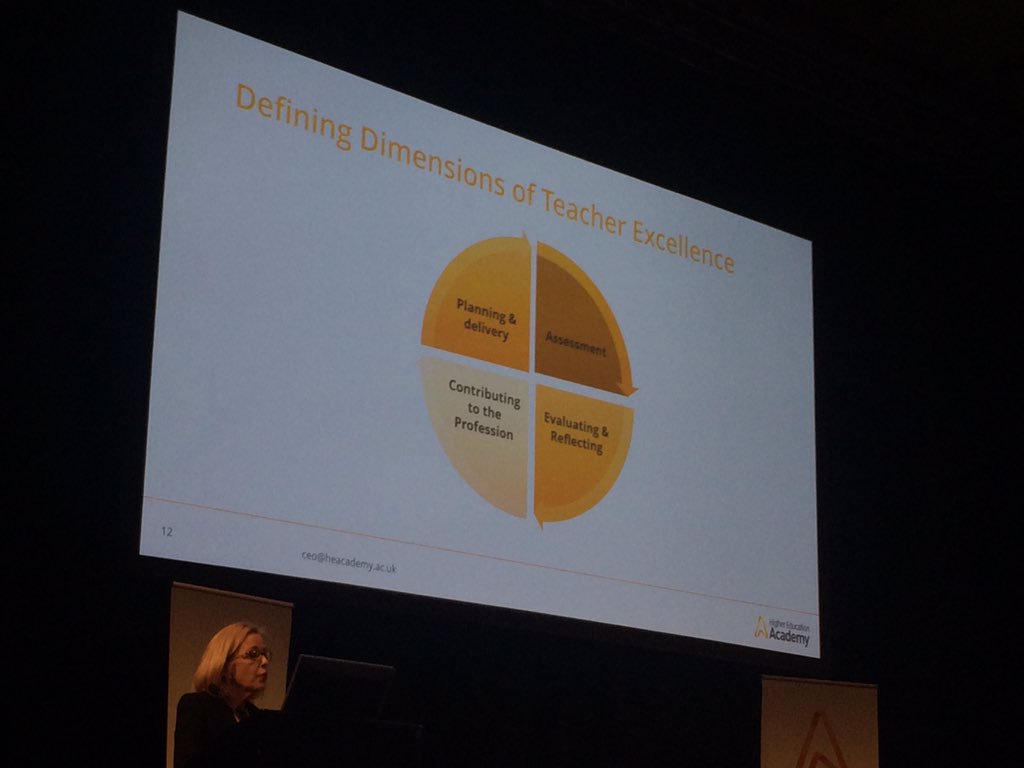 Defining Dimensions of Teacher Excellence
Planning &
delivery
Assessment
Contributing
to the
Profession
Evaluating &
Reflecting
12
ceo@heacademy.ac.uk
Higher Education
Academy